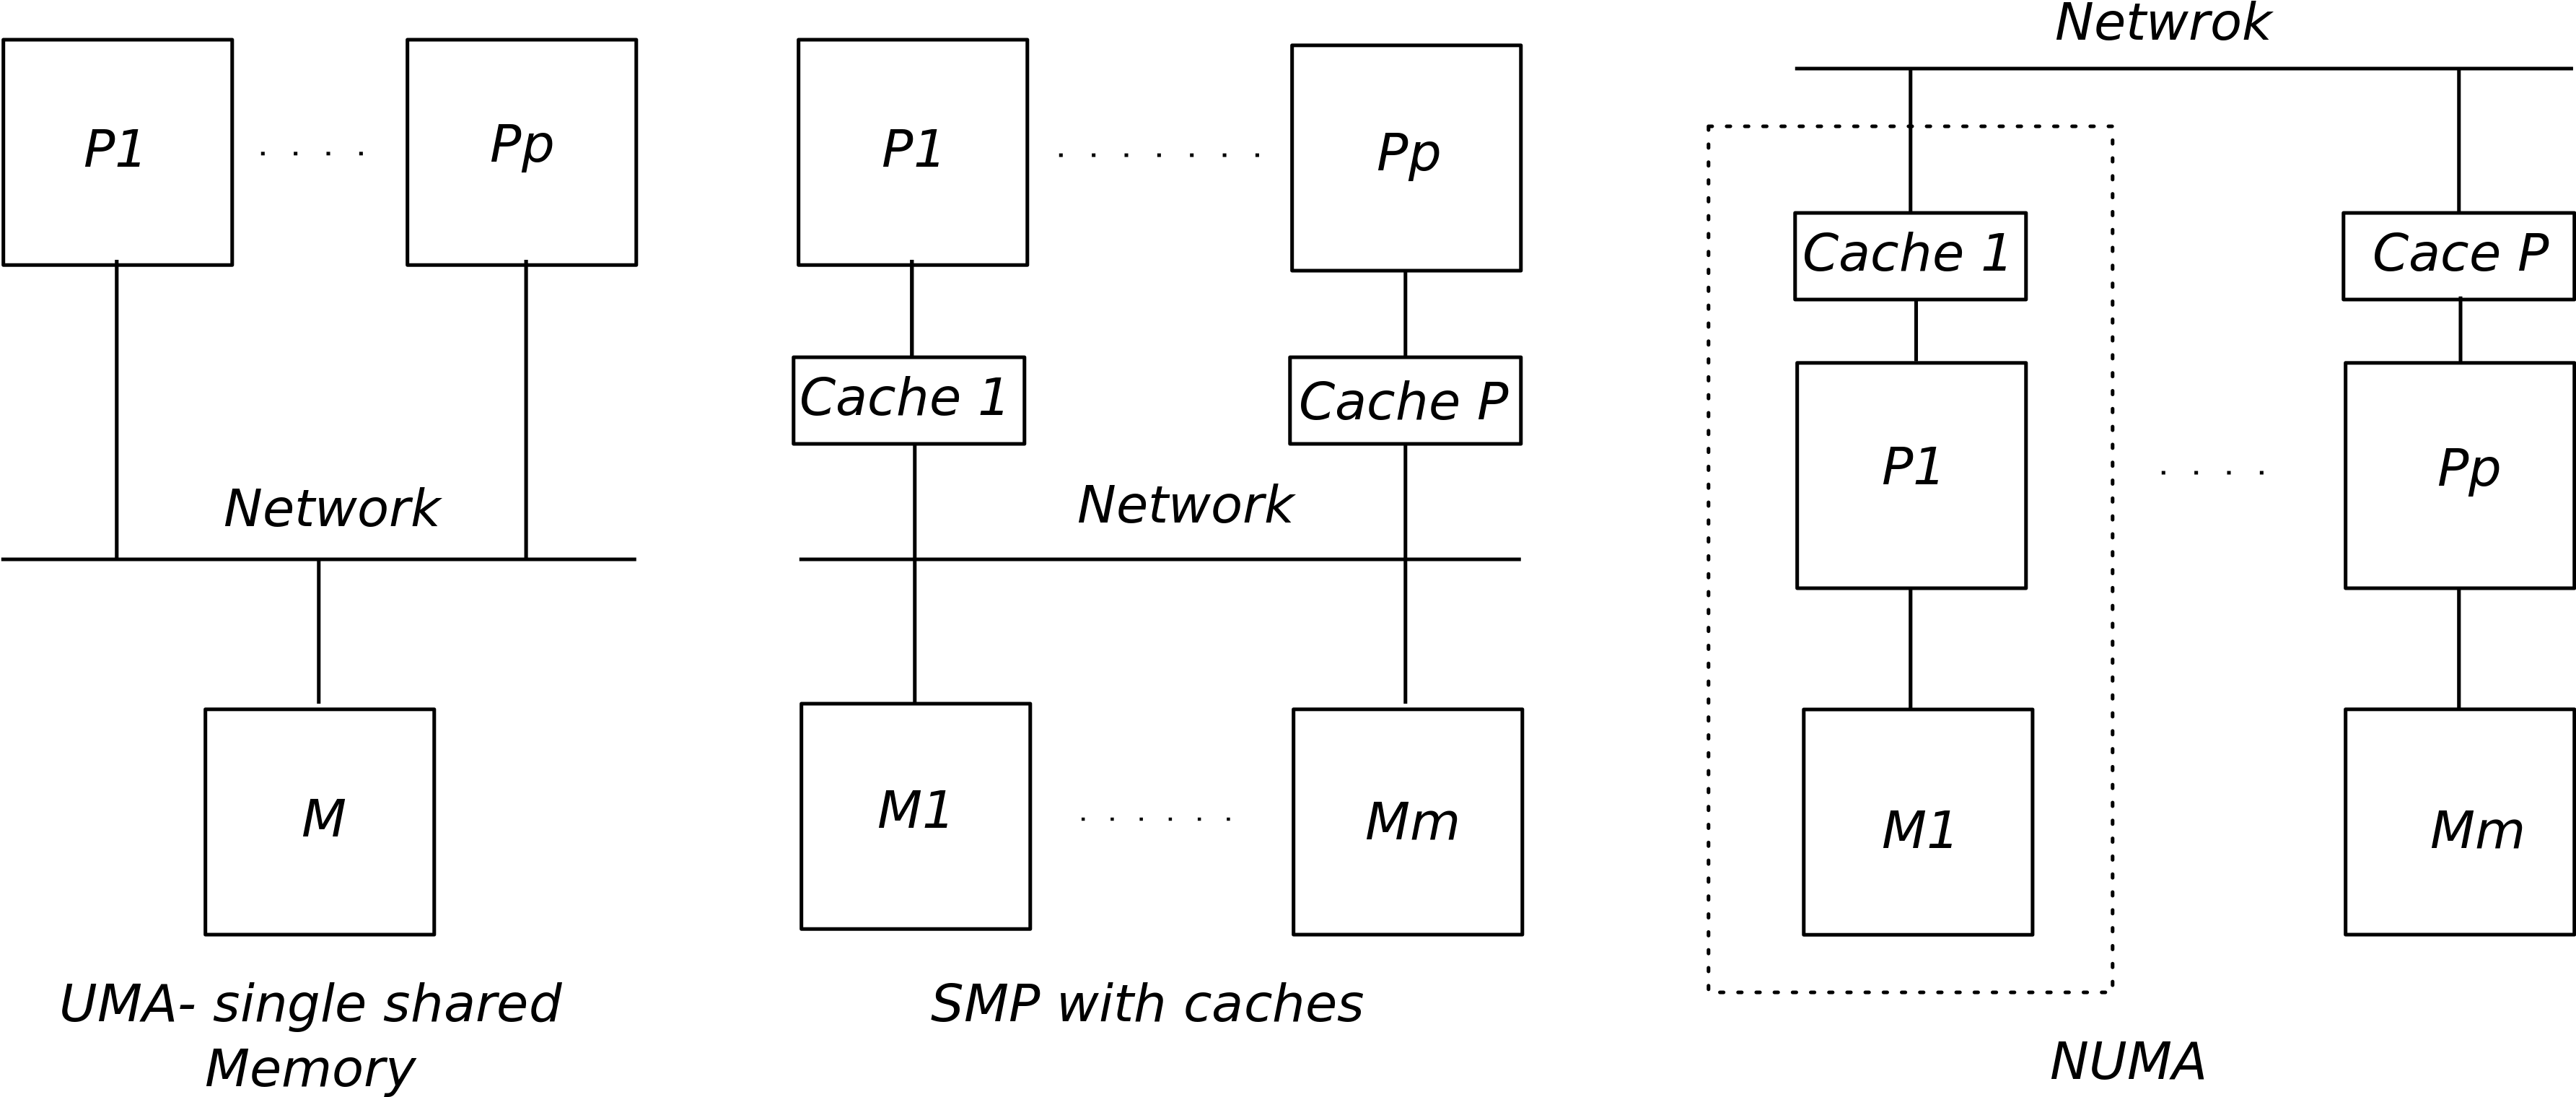 P1
Pp
Network
M
UMA- single shared
Memory
P1
Pp
Cache 1
Cache P
Network
M1
Mm
SMP with caches
Netwrok
Cache 1
Cace P
P1
Pp
M1
Mm
NUMA